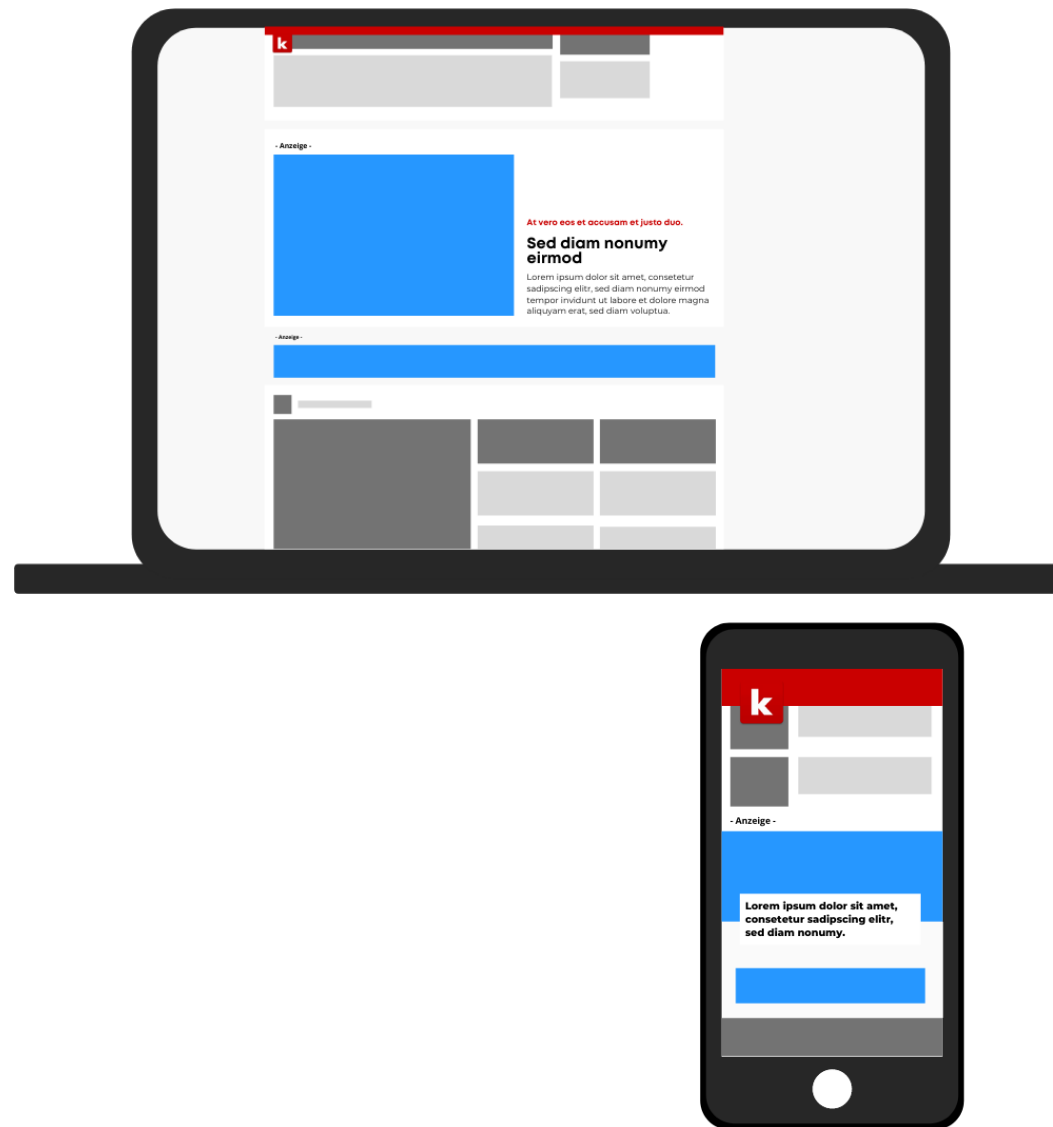 k
- Anzeige -
At vero eos et accusam et justo duo.
Sed diam nonumy
eirmod
Lorem ipsum dolor sit amet, consetetur
sadipscing elitr, sed diam nonumy eirmod
tempor invidunt ut labore et dolore magna
aliquyam erat, sed diam voluptua.
- Anzeige -
k
- Anzeige -
Lorem ipsum dolor sit amet,
consetetur sadipscing elitr,
sed diam nonumy.